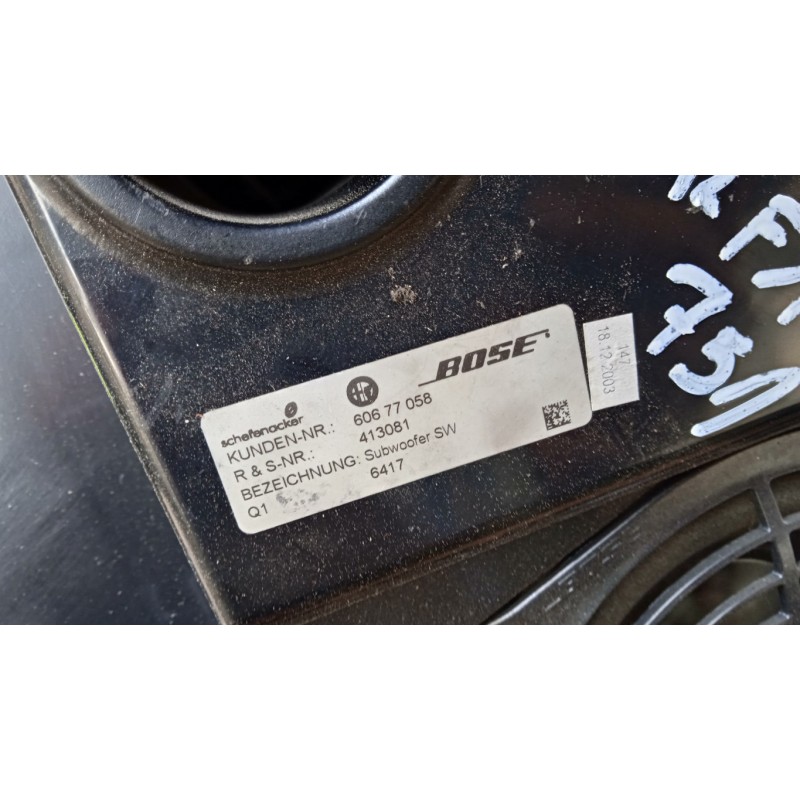 schefenacker
BOSE
KUNDEN-NR.: 606 77 058
R & S-NR.: 413081
BEZEICHNUNG: Subwoofer SW
Q1 6417
147
18.12.2003